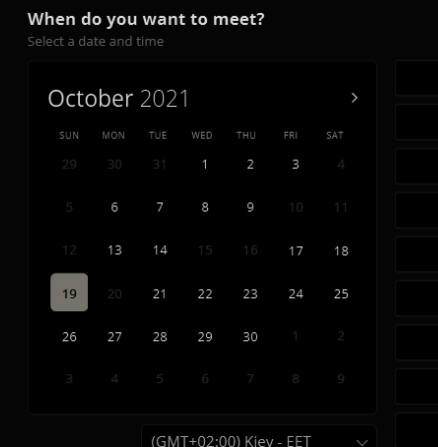 When do you want to meet?
Select a date and time
October 2021
SUN MON TUE WED THU FRI SAT
29 30 31 1 2 3 4
5 6 7 8 9 10 11
12 13 14 15 16 17 18
19 20 21 22 23 24 25
26 27 28 29 30 1 2
3 4 5 6 7 8 9
(GMT+02:00) Kiev - EET